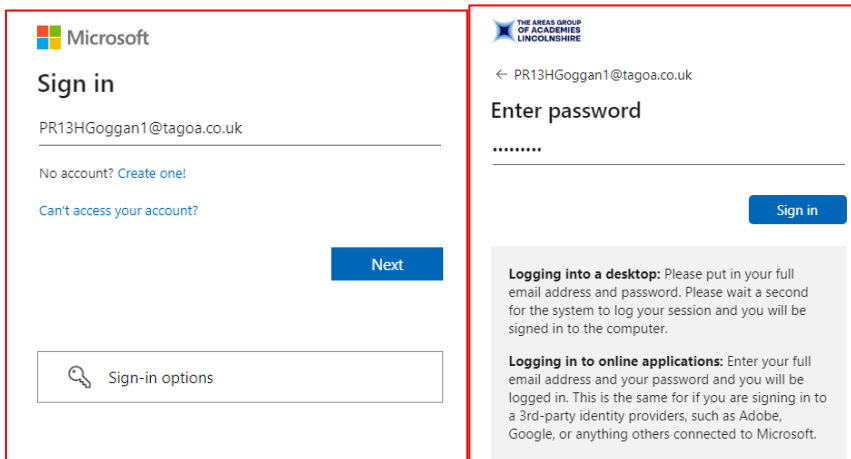 Microsoft
Sign in
PR13HGoggan1@tagoa.co.uk
No account? Create one!
Can't access your account?
Next
Sign-in options
THE AREAS GROUP
OF ACADEMIES
LINCOLNSHIRE
← PR13HGoggan1@tagoa.co.uk
Enter password
•••••••••
Sign in
Logging into a desktop: Please put in your full
email address and password. Please wait a second
for the system to log your session and you will be
signed in to the computer.
Logging in to online applications: Enter your full
email address and your password and you will be
logged in. This is the same for if you are signing in to
a 3rd-party identity providers, such as Adobe,
Google, or anything others connected to Microsoft.